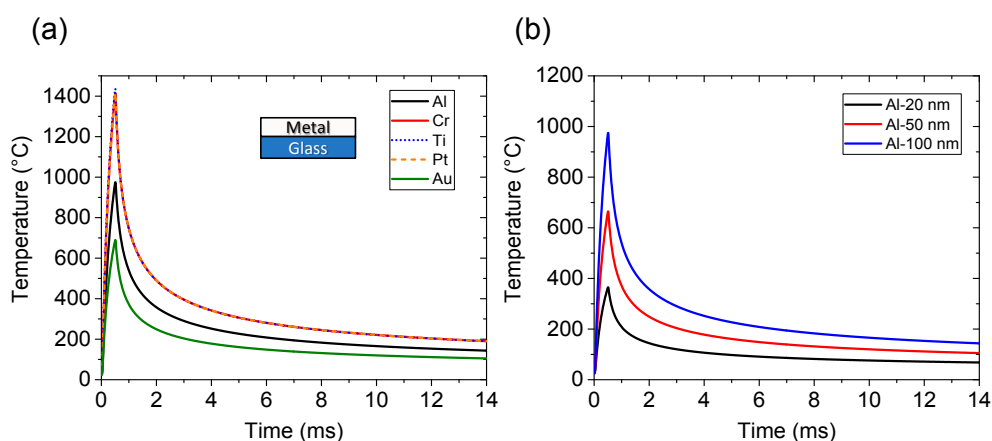 (a)
1400
1200
1000
800
600
400
200
0
Temperature (°C)
0 2 4 6 8 10 12 14
Time (ms)
Metal
Glass
Al
Cr
Ti
Pt
Au
(b)
1200
1000
800
600
400
200
0
Temperature (°C)
0 2 4 6 8 10 12 14
Time (ms)
Al-20 nm
Al-50 nm
Al-100 nm